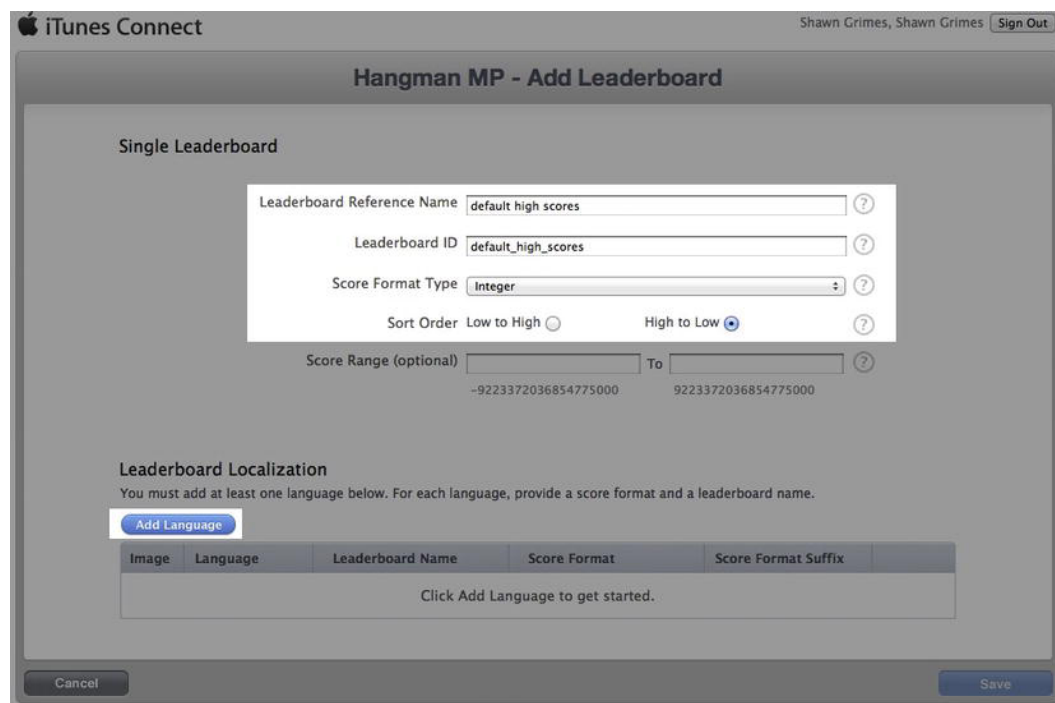 iTunes Connect
Shawn Grimes, Shawn Grimes Sign Out
Hangman MP - Add Leaderboard
Single Leaderboard
Leaderboard Reference Name default high scores ?
Leaderboard ID default_high_scores ?
Score Format Type Integer ?
Sort Order Low to High High to Low ?
Score Range (optional) To ?
-9223372036854775000 9223372036854775000
Leaderboard Localization
You must add at least one language below. For each language, provide a score format and a leaderboard name.
Add Language
Image Language Leaderboard Name Score Format Score Format Suffix
Click Add Language to get started.
Cancel Save